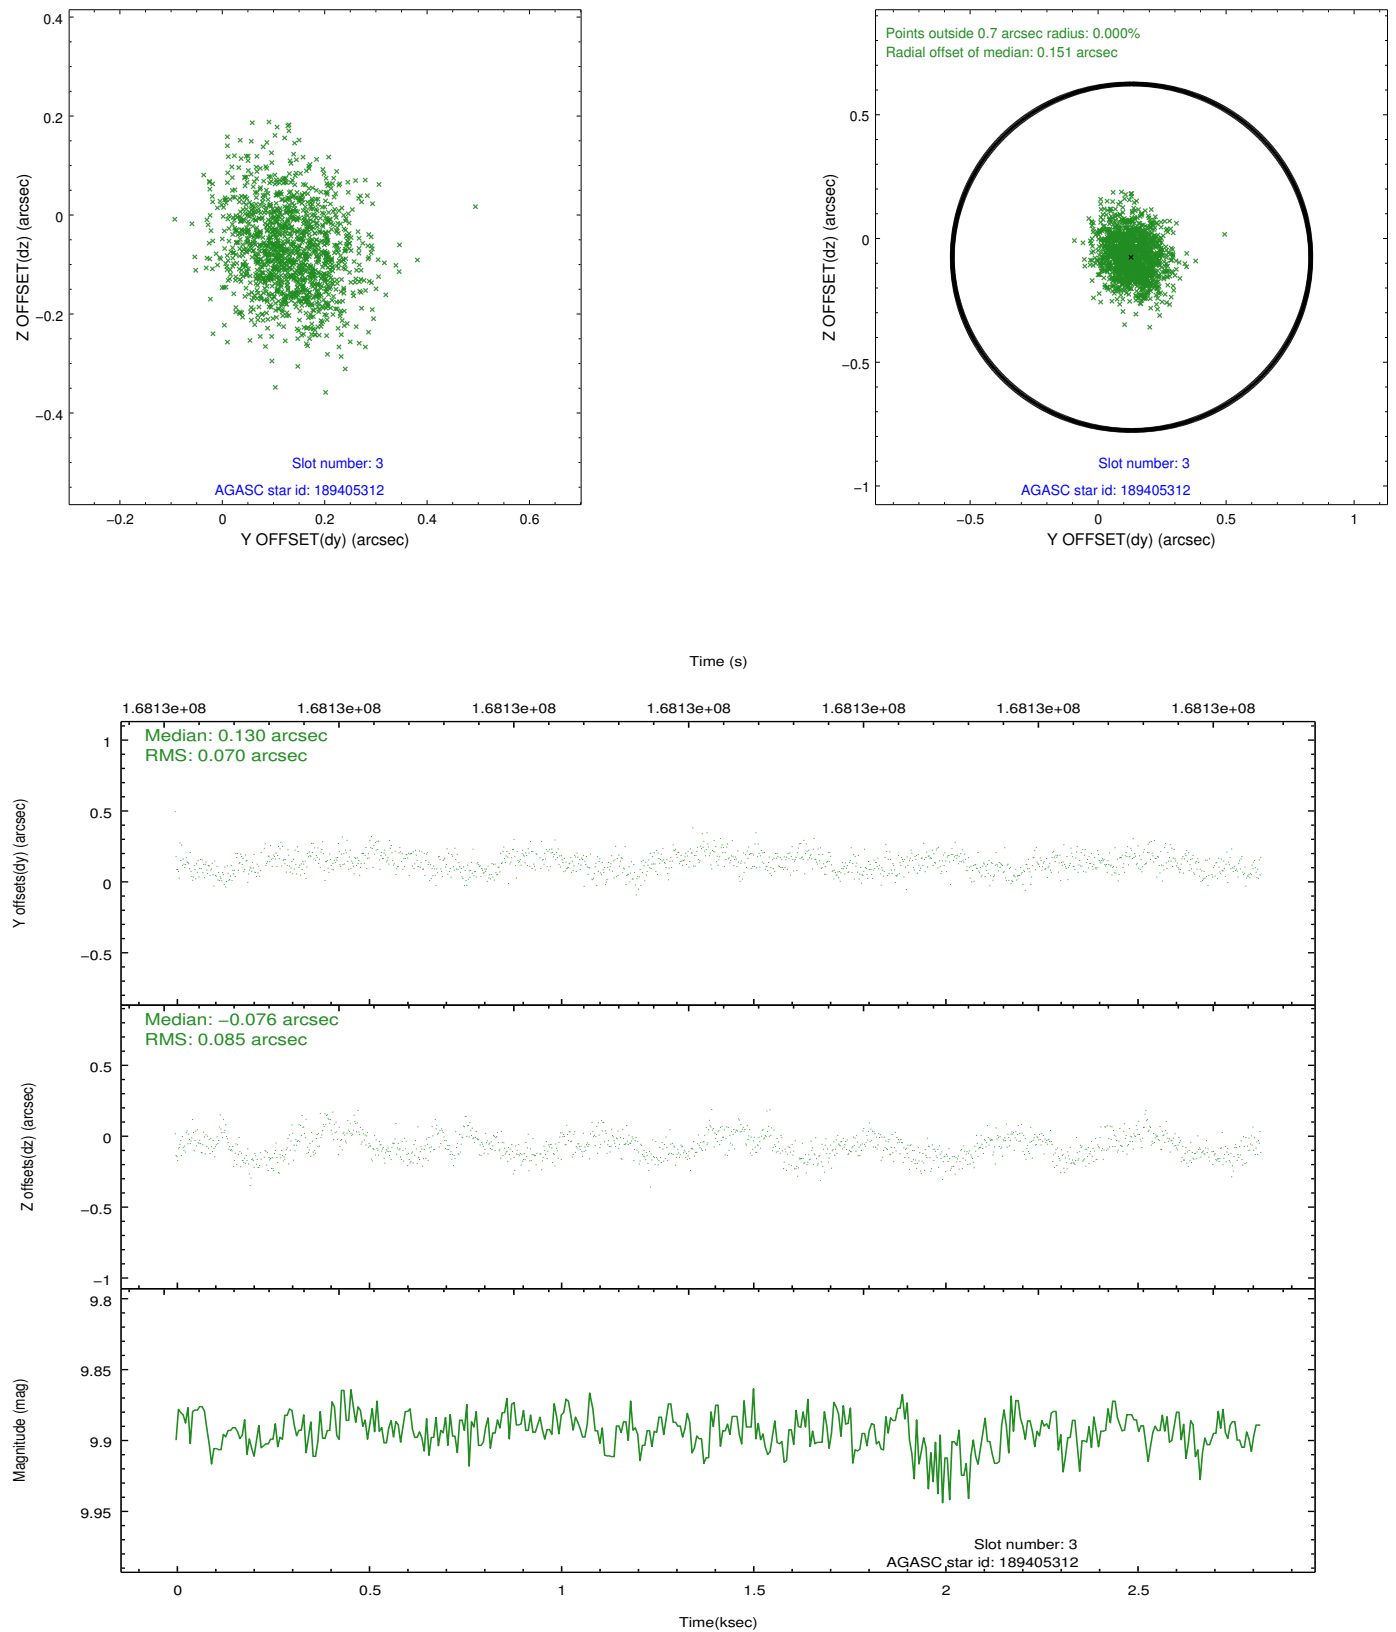 0.4
0.2
0
−0.2
−0.4
Z OFFSET(dz) (arcsec)
Slot number: 3
AGASC star id: 189405312
−0.2 0 0.2 0.4 0.6
Y OFFSET(dy) (arcsec)
Points outside 0.7 arcsec radius: 0.000%
Radial offset of median: 0.151 arcsec
0.5
0
−0.5
−1
Z OFFSET(dz) (arcsec)
Slot number: 3
AGASC star id: 189405312
−0.5 0 0.5 1
Y OFFSET(dy) (arcsec)
Time (s)
1.6813e+08 1.6813e+08 1.6813e+08 1.6813e+08 1.6813e+08 1.6813e+08 1.6813e+08
Median: 0.130 arcsec
RMS: 0.070 arcsec
1
0.5
0
−0.5
Y offsets(dy) (arcsec)
Median: −0.076 arcsec
RMS: 0.085 arcsec
0.5
0
−0.5
−1
Z offsets(dz) (arcsec)
9.8
9.85
9.9
9.95
Magnitude (mag)
Slot number: 3
AGASC star id: 189405312
0 0.5 1 1.5 2 2.5
Time(ksec)